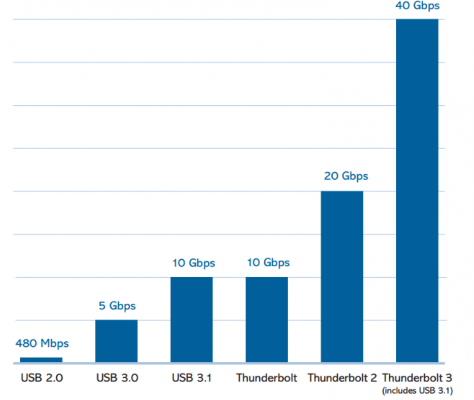 40 Gbps
20 Gbps
10 Gbps
10 Gbps
5 Gbps
480 Mbps
USB 2.0
USB 3.0
USB 3.1
Thunderbolt
Thunderbolt 2
Thunderbolt 3
(includes USB 3.1)